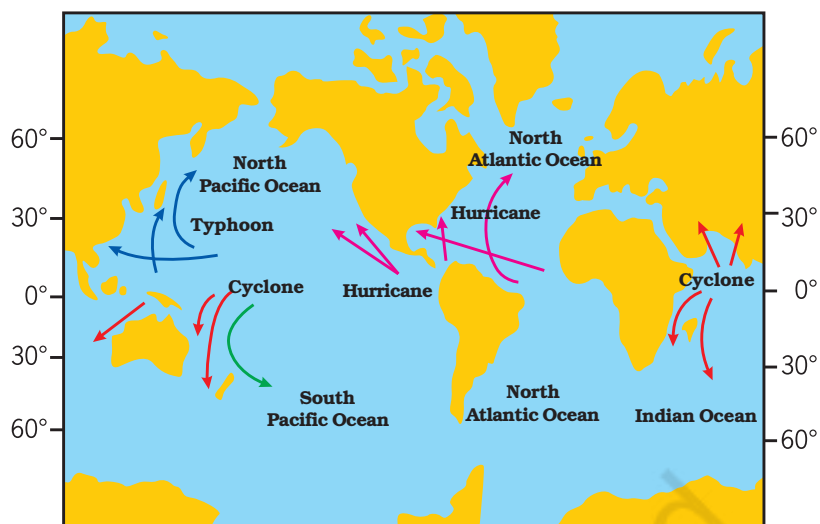 North
Atlantic Ocean
60°
60°
North
Pacific Ocean
30°
Typhoon
Hurricane
30°
0°
Cyclone
Hurricane
Cyclone
0°
30°
30°
South
Pacific Ocean
North
Atlantic Ocean
Indian Ocean
60°
60°